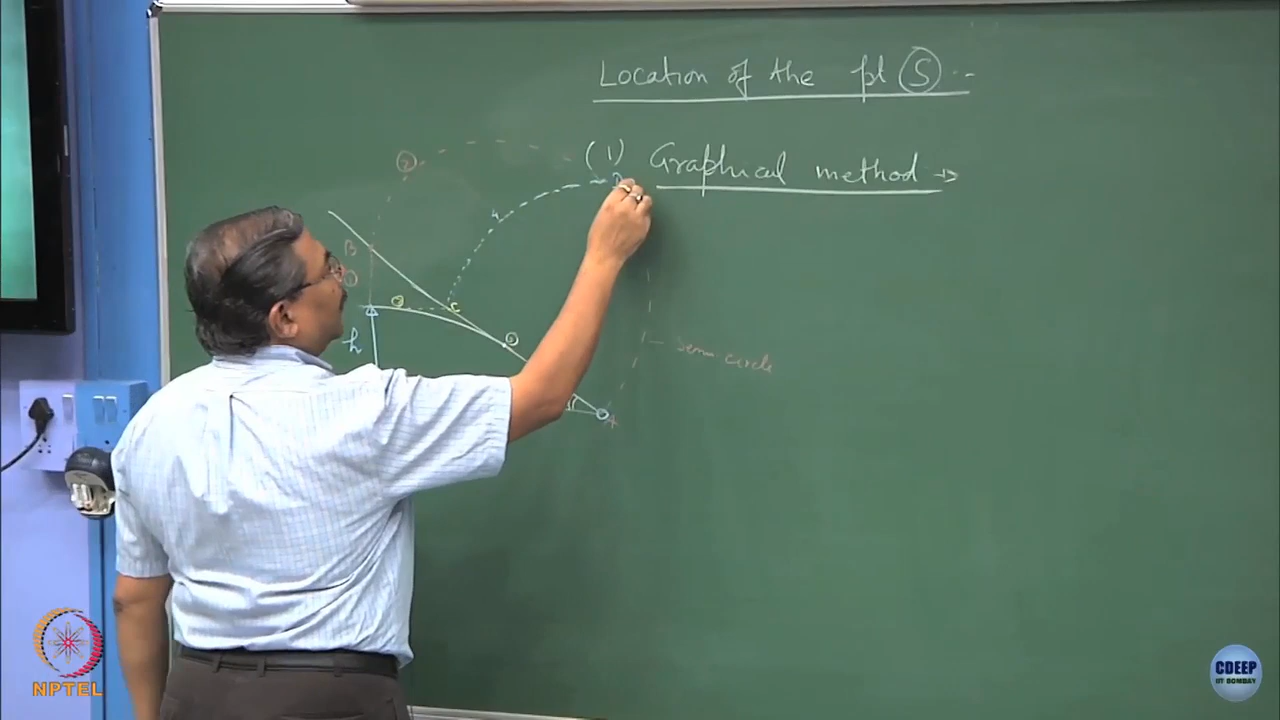 Location of the pt (S) :-
(1) Graphical method →
B
C
h
A
Semi circle
NPTEL
CDEEP
IIT BOMBAY